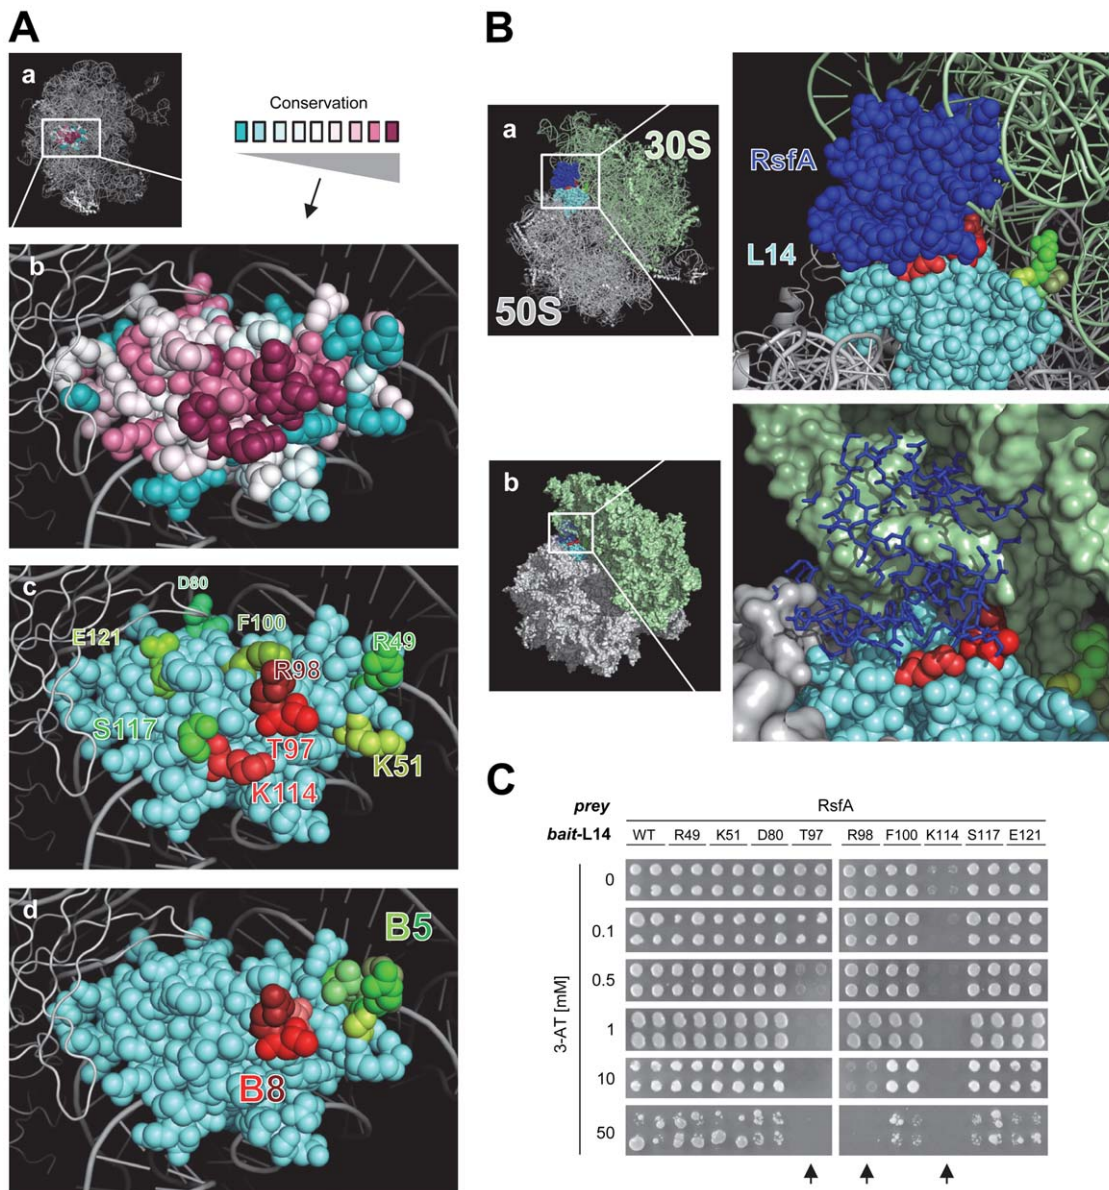 A
a
Conservation
b
c
D80
E121
F100
R49
R98
S117
T97
K51
K114
d
B5
B8
B
a
30S
50S
RsfA
L14
b
C
prey RsfA
bait-L14 WT R49 K51 D80 T97 R98 F100 K114 S117 E121
3-AT [mM]
0
0.1
0.5
1
10
50